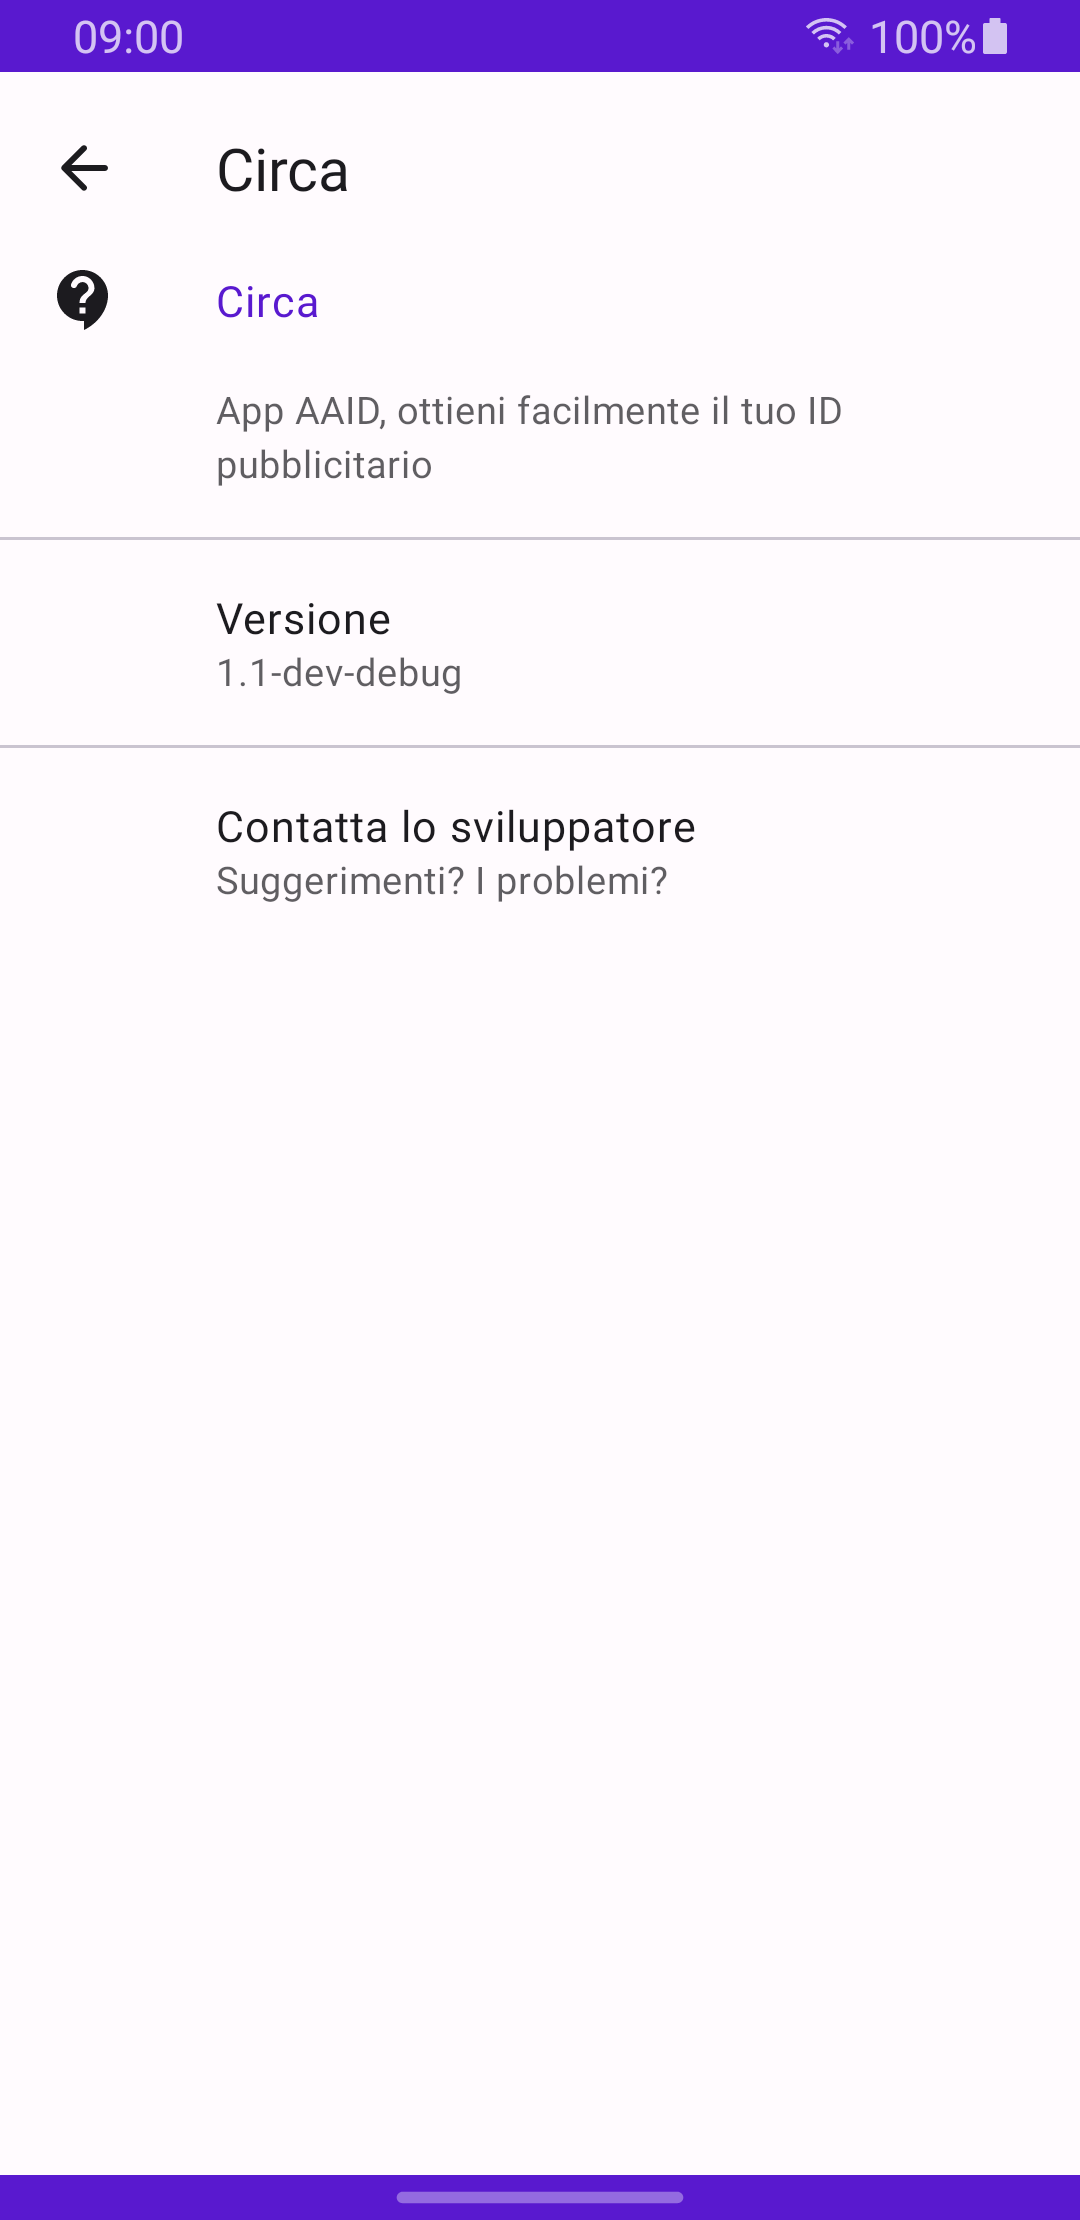 09:00
100%
Circa
Circa
App AAID, ottieni facilmente il tuo ID
pubblicitario
Versione
1.1-dev-debug
Contatta lo sviluppatore
Suggerimenti? I problemi?